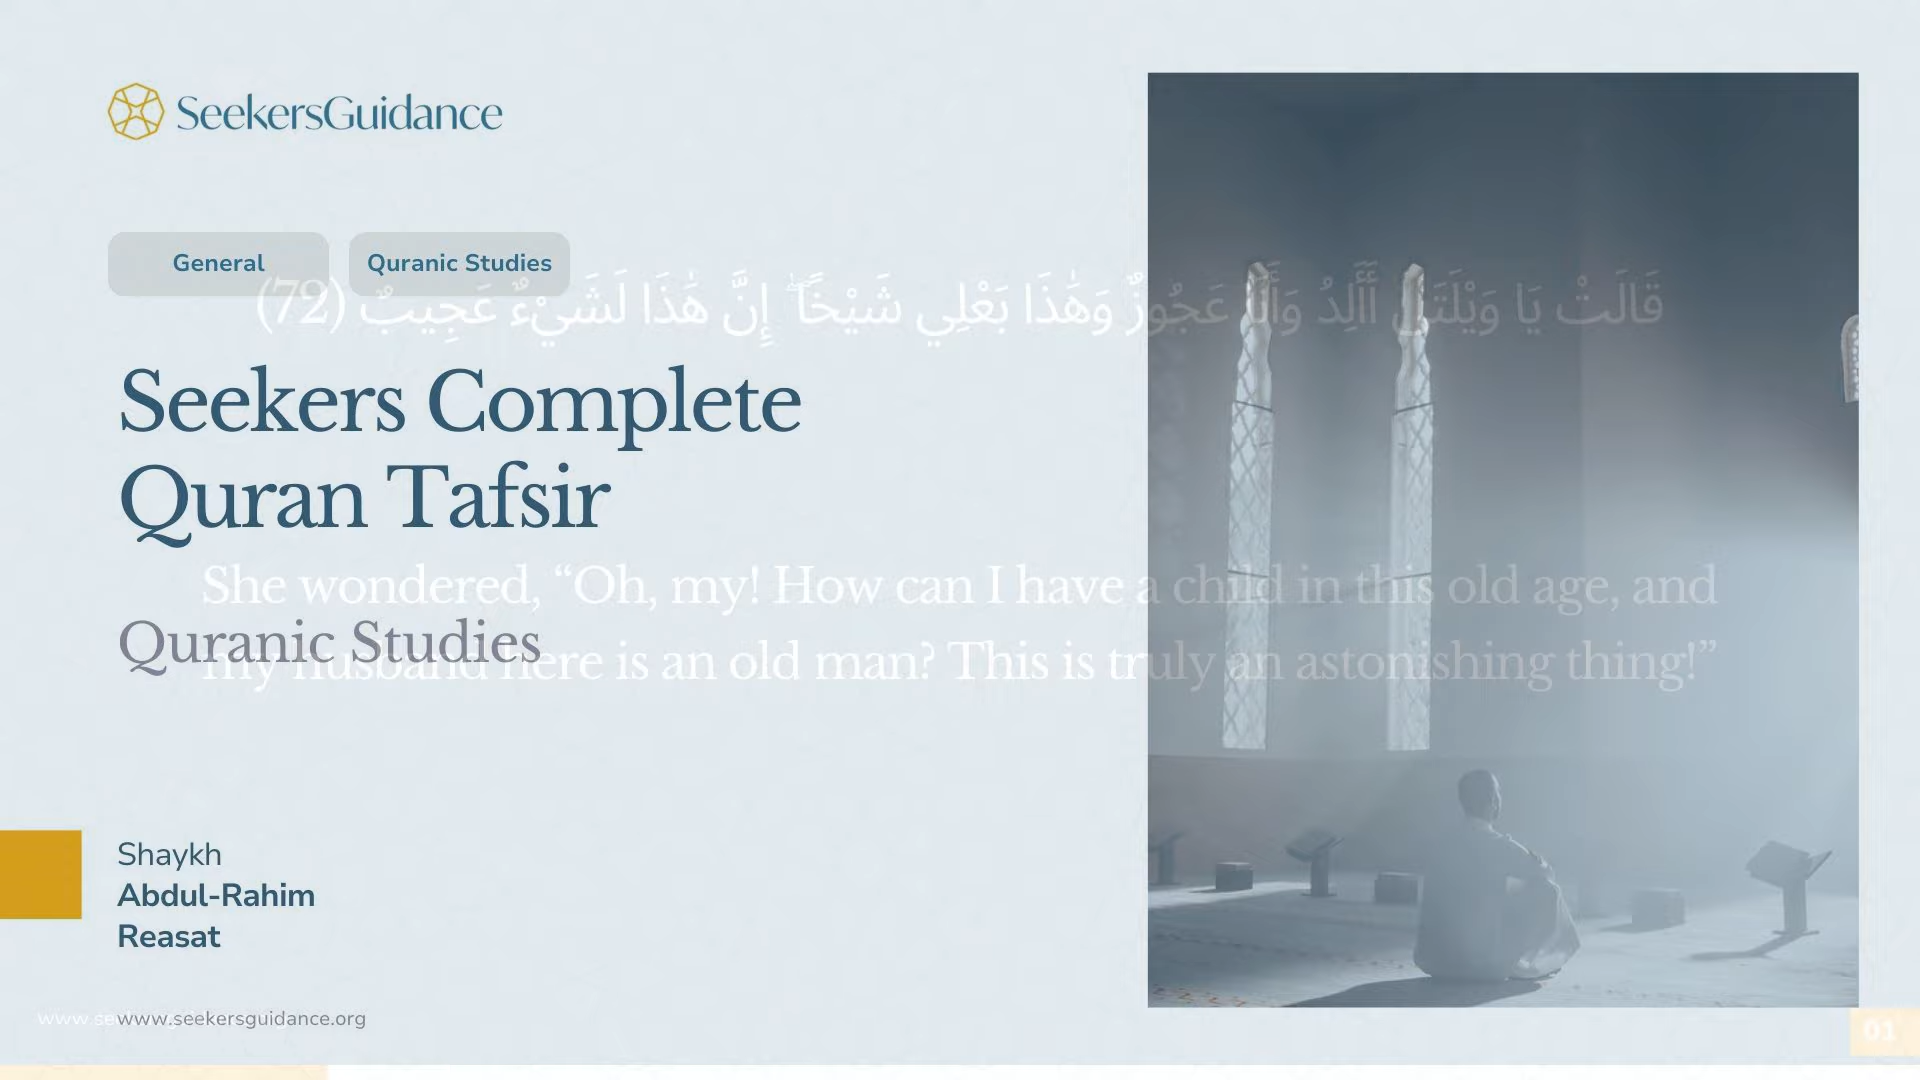 SeekersGuidance
General
Quranic Studies
قَالَتْ يَا وَيْلَتَىٰ أَأَلِدُ وَأَنَا عَجُوزٌ وَهَٰذَا بَعْلِي شَيْخًا ۖ إِنَّ هَٰذَا لَشَيْءٌ عَجِيبٌ (72)
Seekers Complete
Quran Tafsir
She wondered, “Oh, my! How can I have a child in this old age, and
my husband here is an old man? This is truly an astonishing thing!”
Quranic Studies
Shaykh
Abdul-Rahim
Reasat
www.seekersguidance.org
01